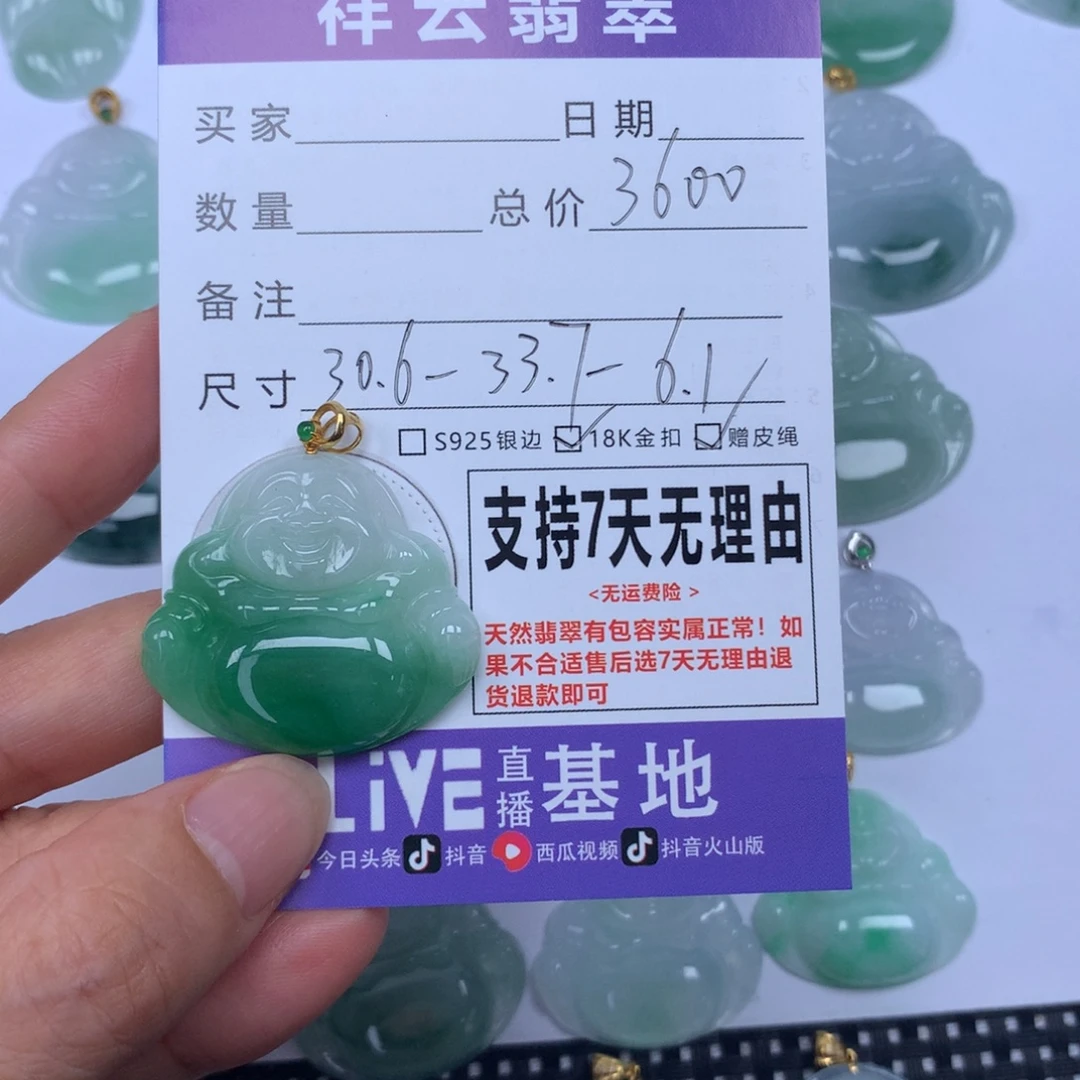 祥云翡翠
买家 日期
数量 总价 3600
备注
尺寸 30.6-33.7-6.1
S925银边 18K金扣 赠皮绳
支持7天无理由
<无运费险>
天然翡翠有包容实属正常！如
果不合适售后选7天无理由退
货退款即可
LiVE 直播 基地
今日头条 抖音 西瓜视频 抖音火山版